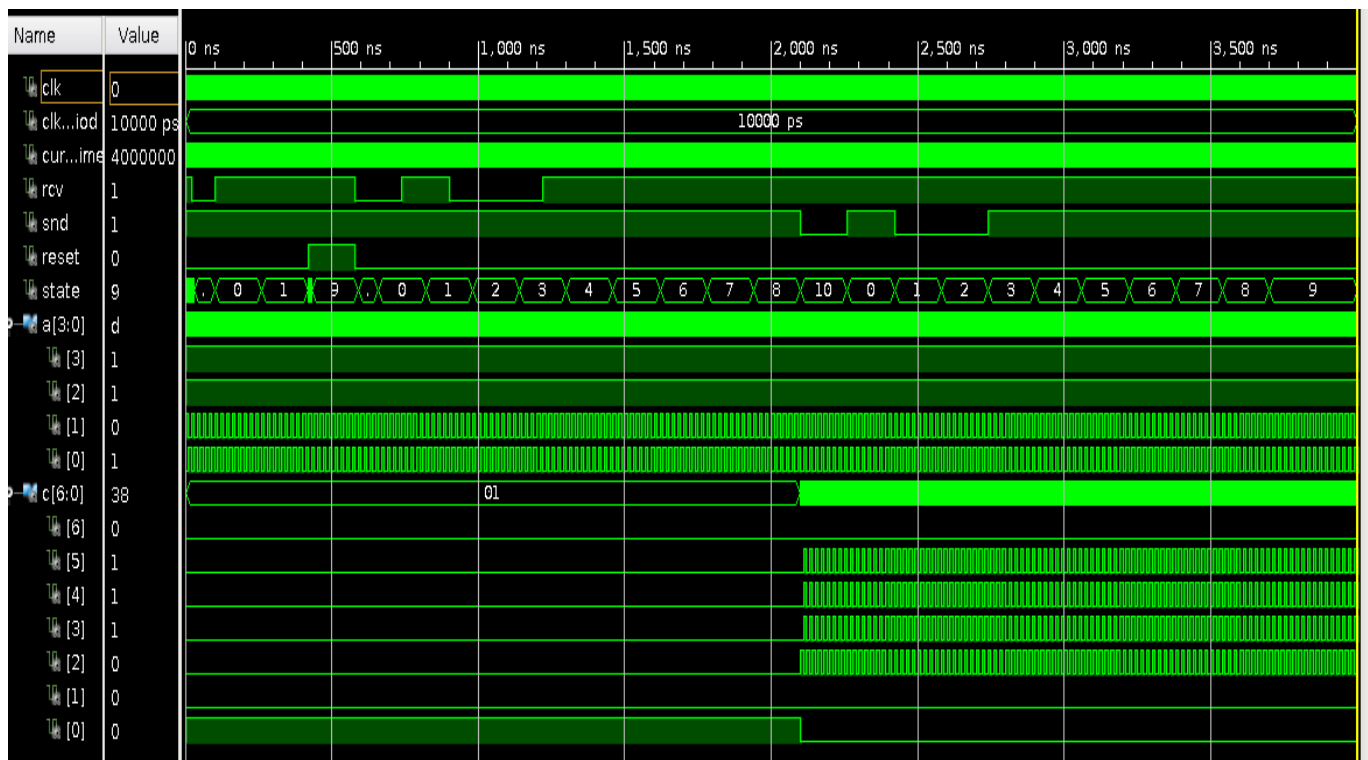 Name Value 0 ns 500 ns 1,000 ns 1,500 ns 2,000 ns 2,500 ns 3,000 ns 3,500 ns
clk 0
clk...iod 10000 ps 10000 ps
cur...ime 4000000
rcv 1
snd 1
reset 0
state 9 . 0 1 9 . 0 1 2 3 4 5 6 7 8 10 0 1 2 3 4 5 6 7 8 9
a[3:0] d
[3] 1
[2] 1
[1] 0
[0] 1
c[6:0] 38 01
[6] 0
[5] 1
[4] 1
[3] 1
[2] 0
[1] 0
[0] 0